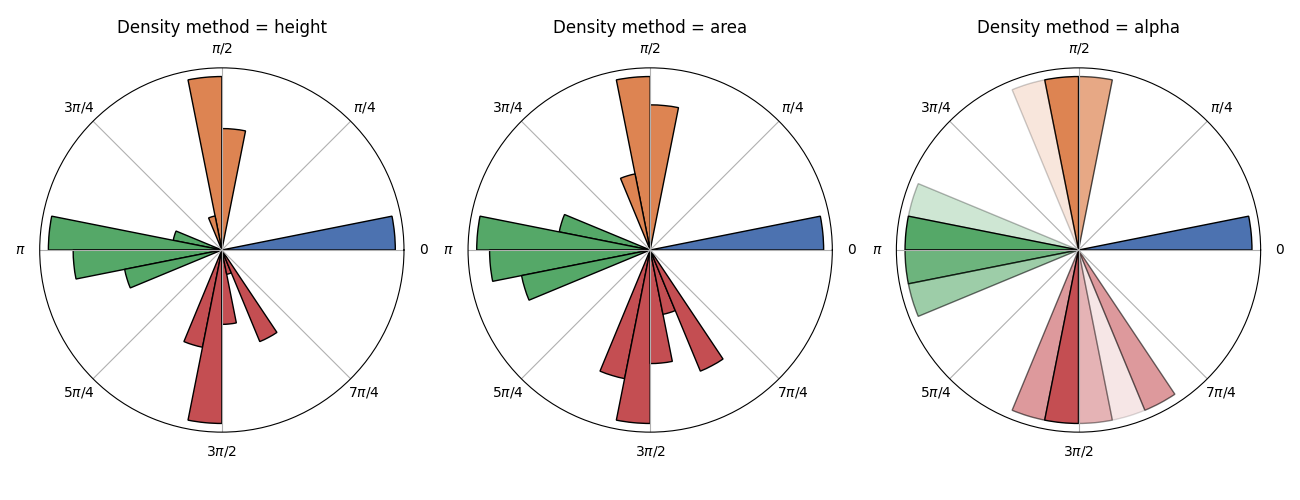 Density method = height
π/2
3π/4
π/4
π
0
5π/4
7π/4
3π/2
Density method = area
π/2
3π/4
π/4
π
0
5π/4
7π/4
3π/2
Density method = alpha
π/2
3π/4
π/4
π
0
5π/4
7π/4
3π/2